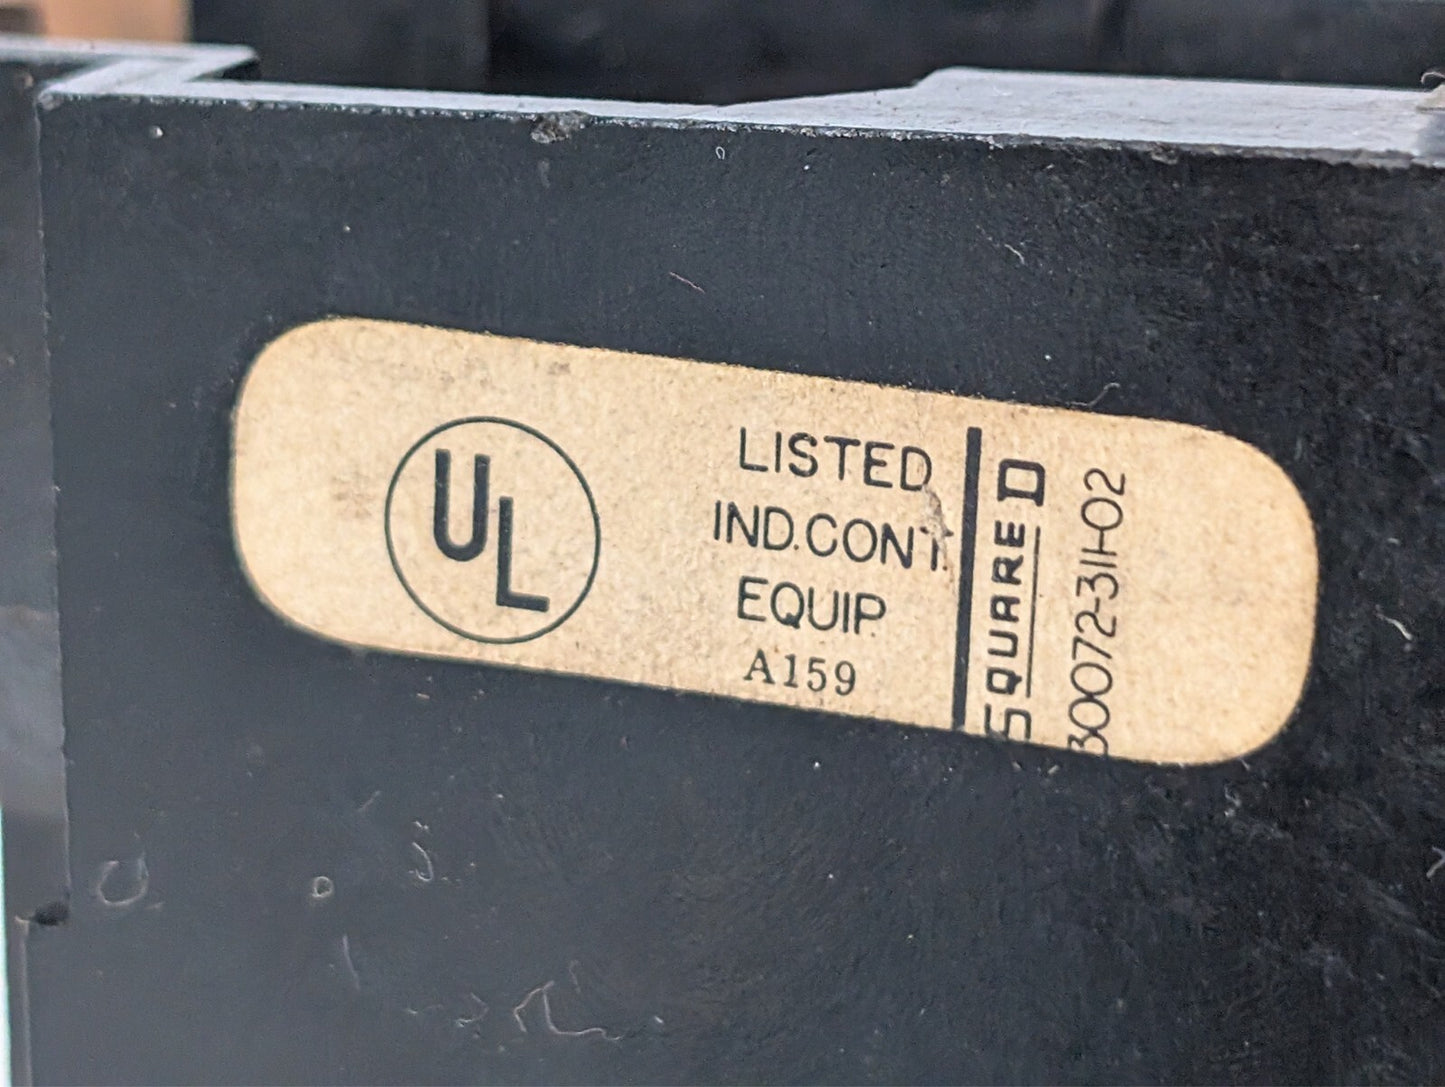 UL
LISTED
IND.CONT.
EQUIP.
A159
SQUARE D
30072-311-02